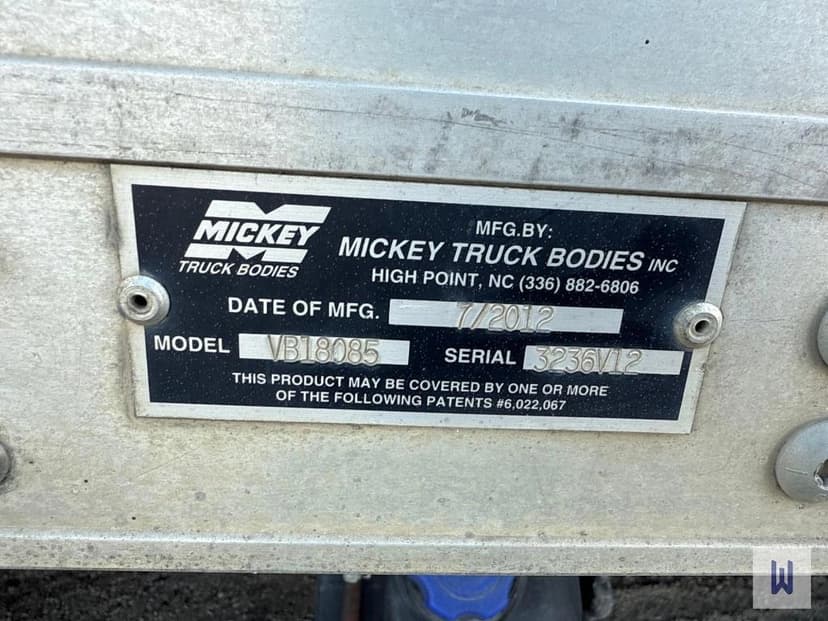 MICKEY
TRUCK BODIES
MFG.BY:
MICKEY TRUCK BODIES INC
HIGH POINT, NC (336) 882-6806
DATE OF MFG. 7/2012
MODEL VB18085 SERIAL 3236V12
THIS PRODUCT MAY BE COVERED BY ONE OR MORE
OF THE FOLLOWING PATENTS #6,022,067
W